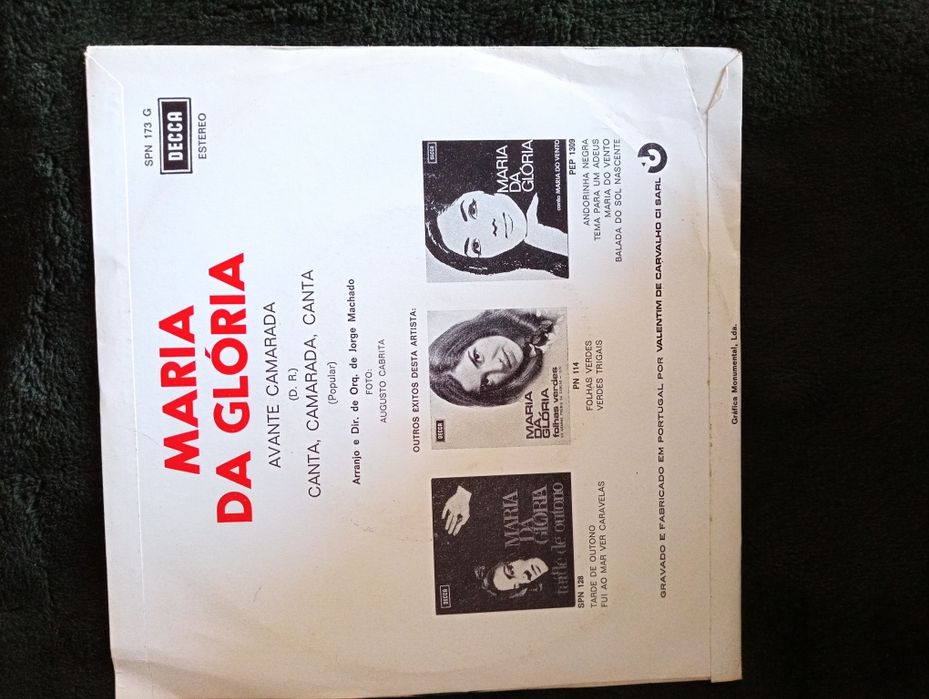 SPN 173 G
DECCA
ESTEREO
MARIA
DA GLÓRIA
AVANTE CAMARADA
(D. R.)
CANTA, CAMARADA, CANTA
(Popular)
Arranjo e Dir. de Orq. de Jorge Machado
FOTO:
AUGUSTO CABRITA
OUTROS EXITOS DESTA ARTISTA:
DECCA
MARIA
DA
GLÓRIA
tarde de outono
SPN 128
TARDE DE OUTONO
FUI AO MAR VER CARAVELAS
DECCA
MARIA
DA
GLÓRIA
folhas verdes
PN 114
FOLHAS VERDES
VERDES TRIGAIS
DECCA
MARIA
DA
GLÓRIA
canta MARIA DO VENTO
PEP 1309
ANDORINHA NEGRA
TEMA PARA UM ADEUS
MARIA DO VENTO
BALADA DO SOL NASCENTE
GRAVADO E FABRICADO EM PORTUGAL POR VALENTIM DE CARVALHO CI SARL
Gráfica Monumental, Lda.